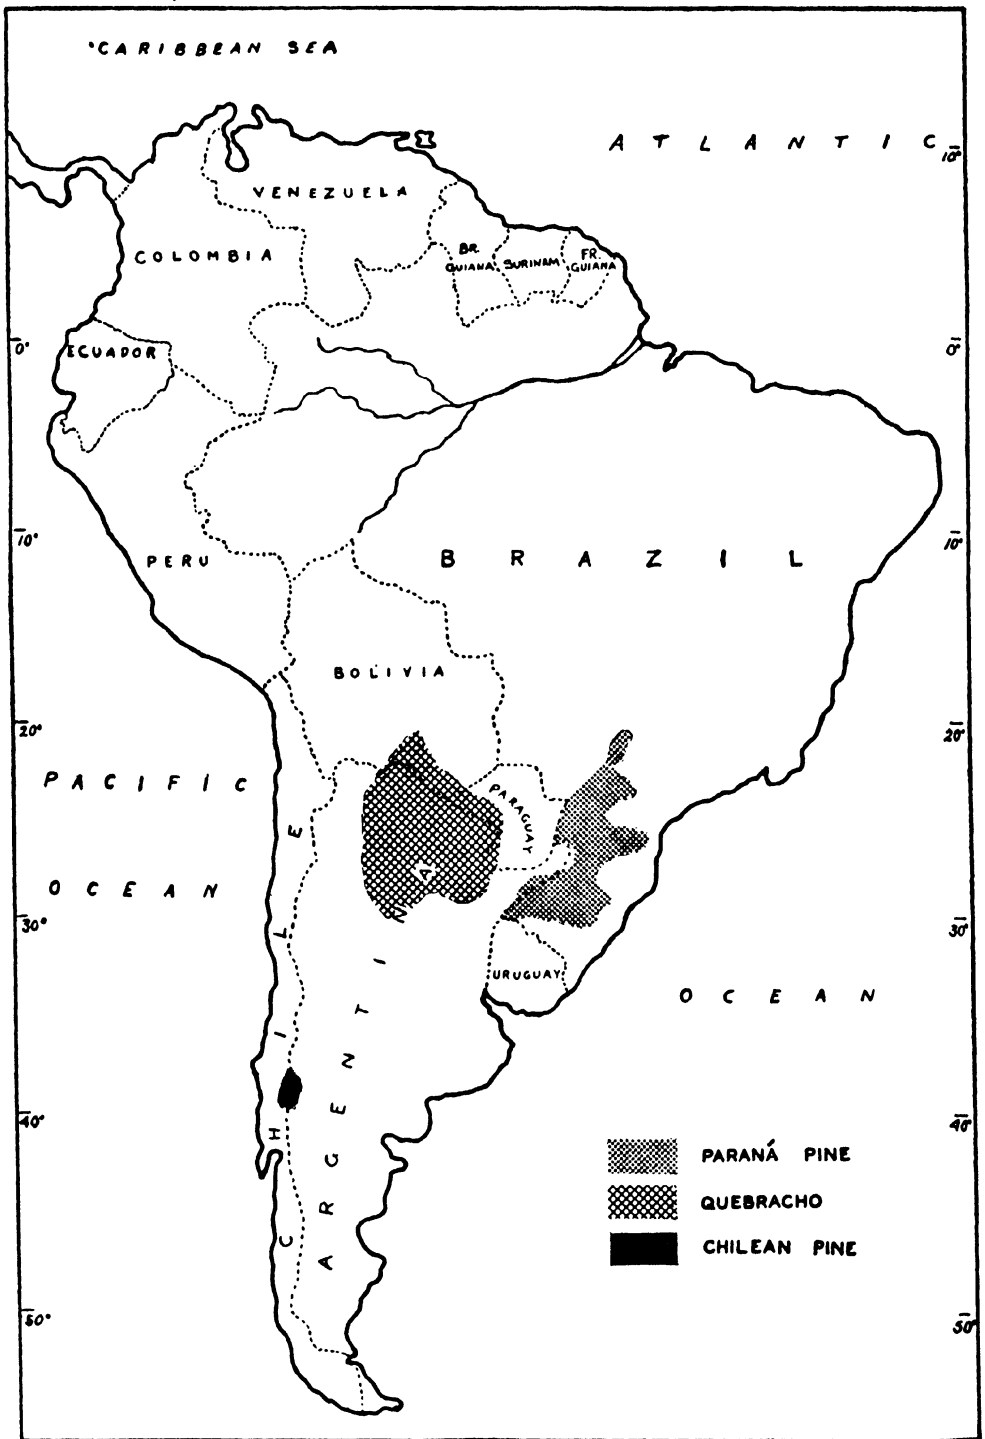 CARIBBEAN SEA
ATLANTIC
10°
VENEZUELA
COLOMBIA
BR. GUIANA
SURINAM
FR. GUIANA
0°
0°
ECUADOR
10°
10°
PERU
BRAZIL
BOLIVIA
20°
20°
PACIFIC
PARAGUAY
OCEAN
30°
30°
URUGUAY
OCEAN
CHILE
ARGENTINA
40°
40°
PARANÁ PINE
QUEBRACHO
CHILEAN PINE
50°
50°